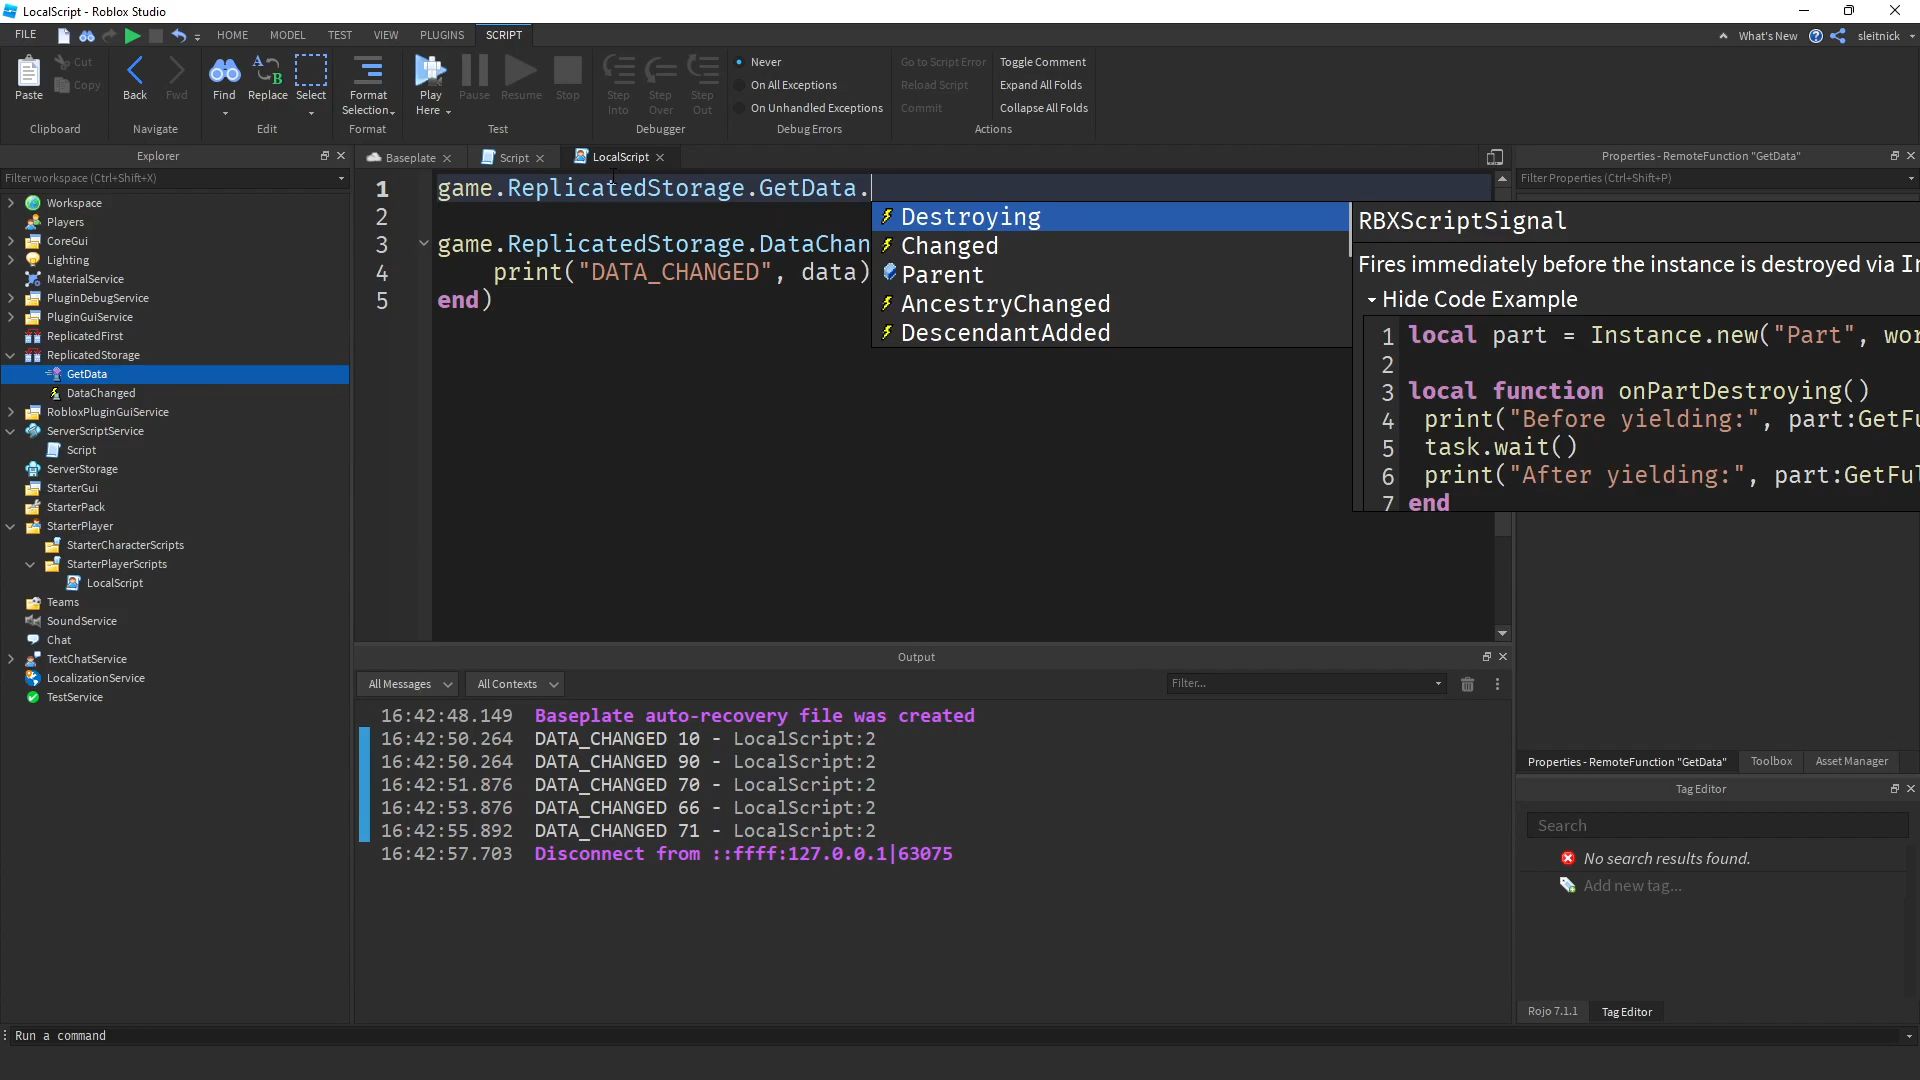 LocalScript - Roblox Studio
FILE HOME MODEL TEST VIEW PLUGINS SCRIPT What's New sleitnick
Paste Cut Copy Back Fwd Find Replace Select Format Selection Play Here Pause Resume Stop Step Into Step Over Step Out
Never Go to Script Error Toggle Comment
On All Exceptions Reload Script Expand All Folds
On Unhandled Exceptions Commit Collapse All Folds
Clipboard Navigate Edit Format Test Debugger Debug Errors Actions
Explorer
Filter workspace (Ctrl+Shift+X)
Workspace
Players
CoreGui
Lighting
MaterialService
PluginDebugService
PluginGuiService
ReplicatedFirst
ReplicatedStorage
GetData
DataChanged
RobloxPluginGuiService
ServerScriptService
Script
ServerStorage
StarterGui
StarterPack
StarterPlayer
StarterCharacterScripts
StarterPlayerScripts
LocalScript
Teams
SoundService
Chat
TextChatService
LocalizationService
TestService
Baseplate Script LocalScript
1 game.ReplicatedStorage.GetData.
2
3 game.ReplicatedStorage.DataChan
4 print("DATA_CHANGED", data)
5 end)
Destroying
Changed
Parent
AncestryChanged
DescendantAdded
RBXScriptSignal
Fires immediately before the instance is destroyed via
Hide Code Example
1 local part = Instance.new("Part", wor
2
3 local function onPartDestroying()
4 print("Before yielding:", part:GetFu
5 task.wait()
6 print("After yielding:", part:GetFul
7 end
Output
All Messages All Contexts Filter...
16:42:48.149 Baseplate auto-recovery file was created
16:42:50.264 DATA_CHANGED 10 - LocalScript:2
16:42:50.264 DATA_CHANGED 90 - LocalScript:2
16:42:51.876 DATA_CHANGED 70 - LocalScript:2
16:42:53.876 DATA_CHANGED 66 - LocalScript:2
16:42:55.892 DATA_CHANGED 71 - LocalScript:2
16:42:57.703 Disconnect from ::ffff:127.0.0.1|63075
Properties - RemoteFunction "GetData"
Filter Properties (Ctrl+Shift+P)
Properties - RemoteFunction "GetData" Toolbox Asset Manager
Tag Editor
Search
No search results found.
Add new tag...
Rojo 7.1.1 Tag Editor
Run a command